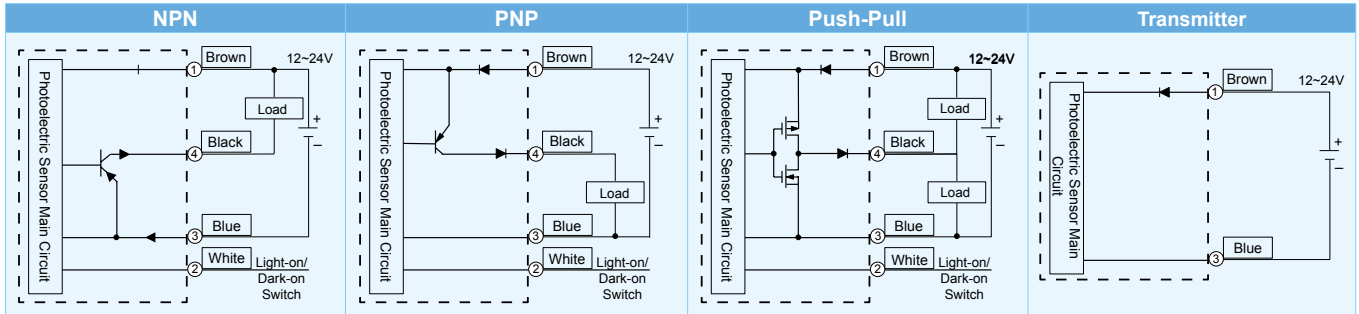 NPN
PNP
Push-Pull
Transmitter
Photoelectric Sensor Main Circuit
1
Brown
12~24V
Load
+
−
4
Black
3
Blue
2
White
Light-on/
Dark-on
Switch
Photoelectric Sensor Main Circuit
1
Brown
12~24V
+
−
4
Black
Load
3
Blue
2
White
Light-on/
Dark-on
Switch
Photoelectric Sensor Main Circuit
1
Brown
12~24V
Load
+
−
4
Black
Load
3
Blue
2
White
Light-on/
Dark-on
Switch
Photoelectric Sensor Main
Circuit
1
Brown
12~24V
+
−
3
Blue